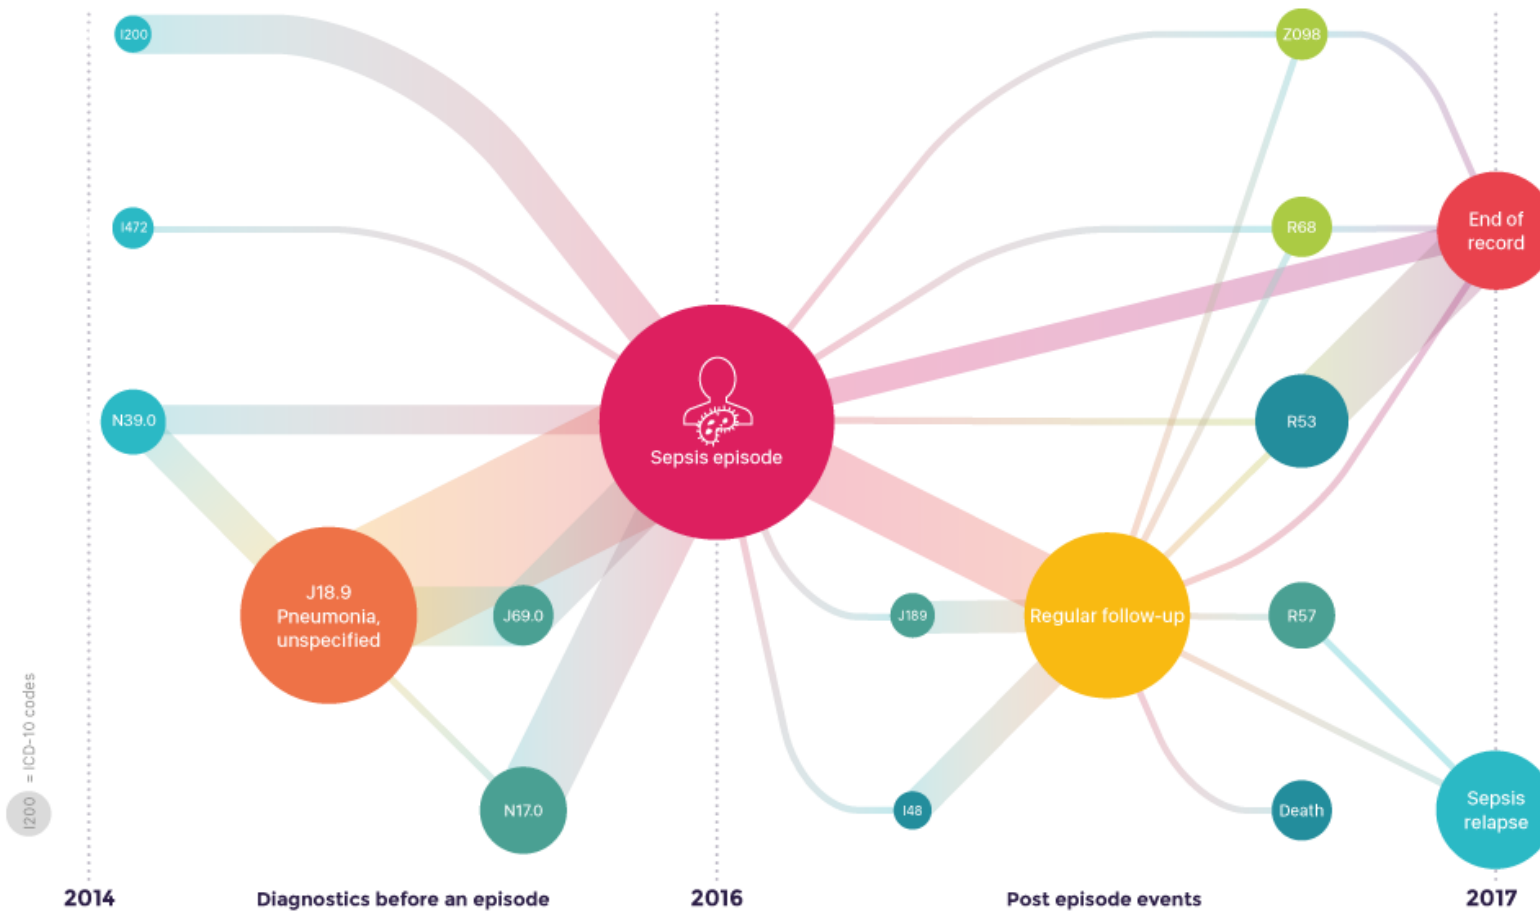 I200
Z098
I472
R68
End of
record
N39.0
R53
Sepsis episode
J18.9
Pneumonia,
unspecified
J69.0
J189
Regular follow-up
R57
N17.0
I48
Death
Sepsis
relapse
I200 = ICD-10 codes
2014
Diagnostics before an episode
2016
Post episode events
2017